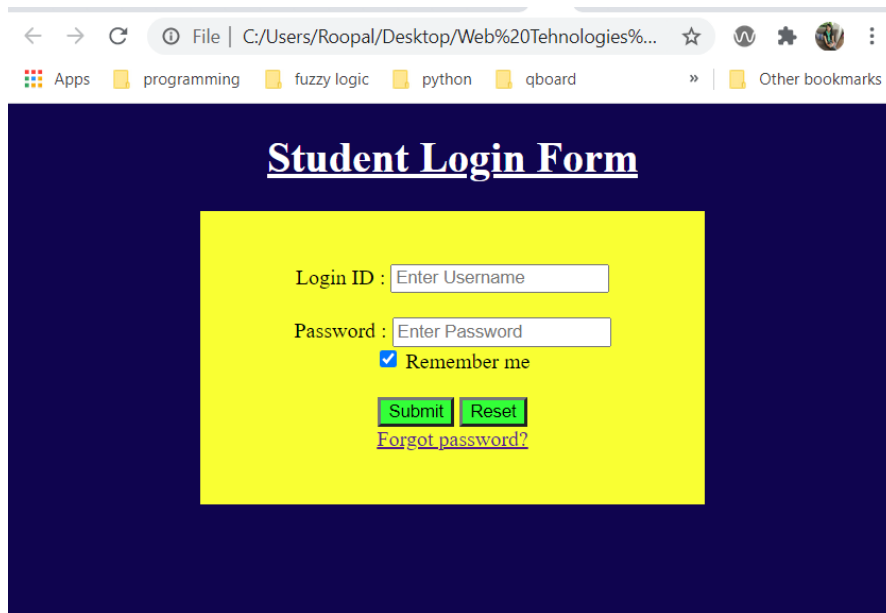 File | C:/Users/Roopal/Desktop/Web%20Tehnologies%...
Apps programming fuzzy logic python qboard » Other bookmarks
Student Login Form
Login ID : Enter Username
Password : Enter Password
Remember me
Submit Reset
Forgot password?